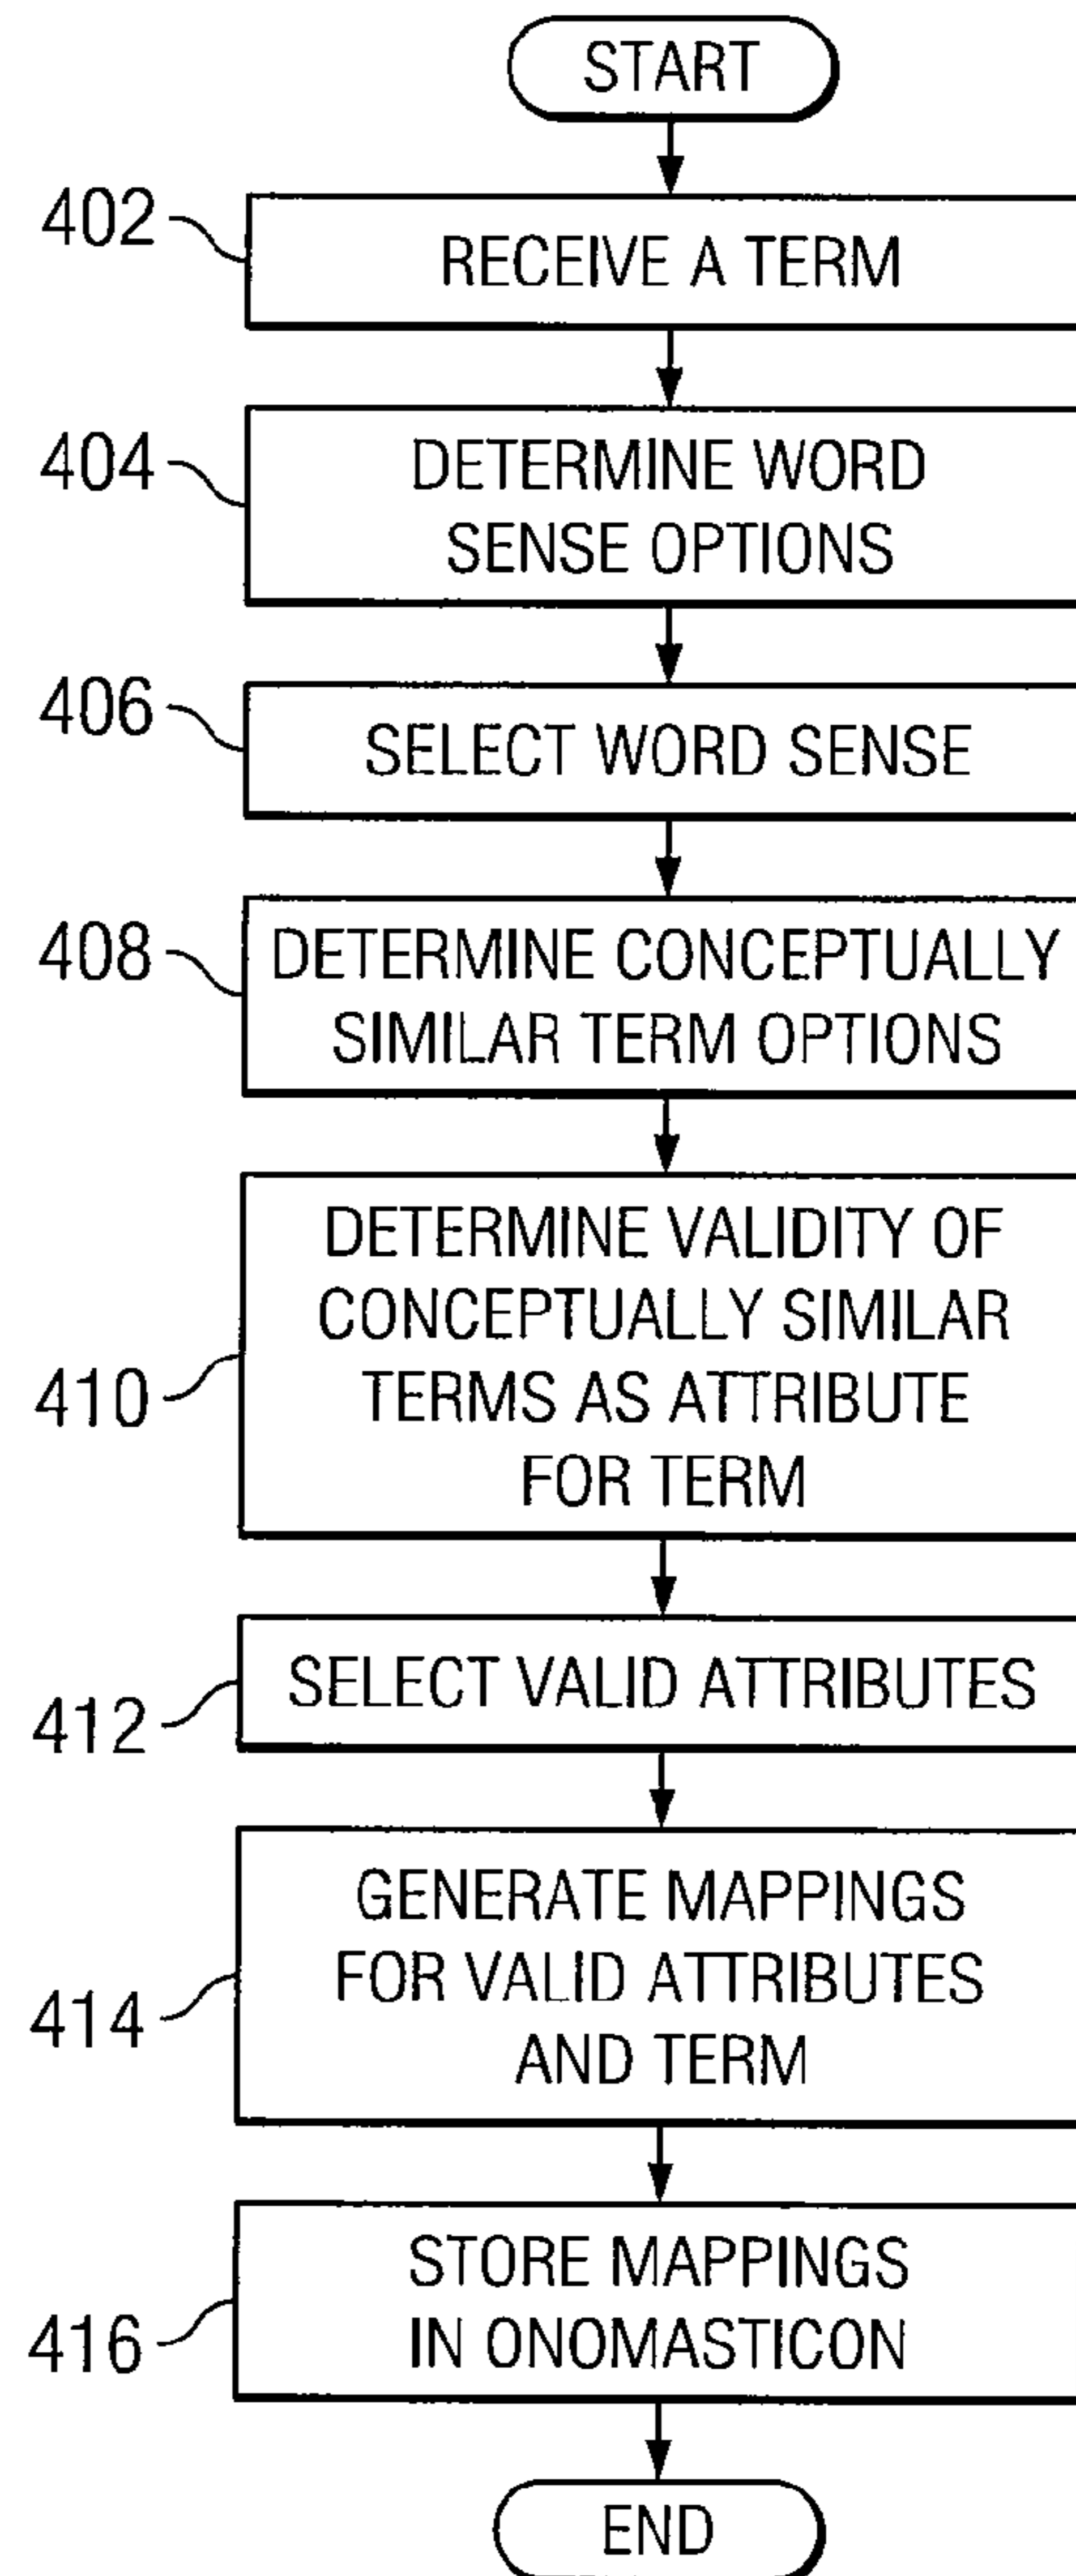 START
402
RECEIVE A TERM
404
DETERMINE WORD
SENSE OPTIONS
406
SELECT WORD SENSE
408
DETERMINE CONCEPTUALLY
SIMILAR TERM OPTIONS
410
DETERMINE VALIDITY OF
CONCEPTUALLY SIMILAR
TERMS AS ATTRIBUTE
FOR TERM
412
SELECT VALID ATTRIBUTES
414
GENERATE MAPPINGS
FOR VALID ATTRIBUTES
AND TERM
416
STORE MAPPINGS
IN ONOMASTICON
END